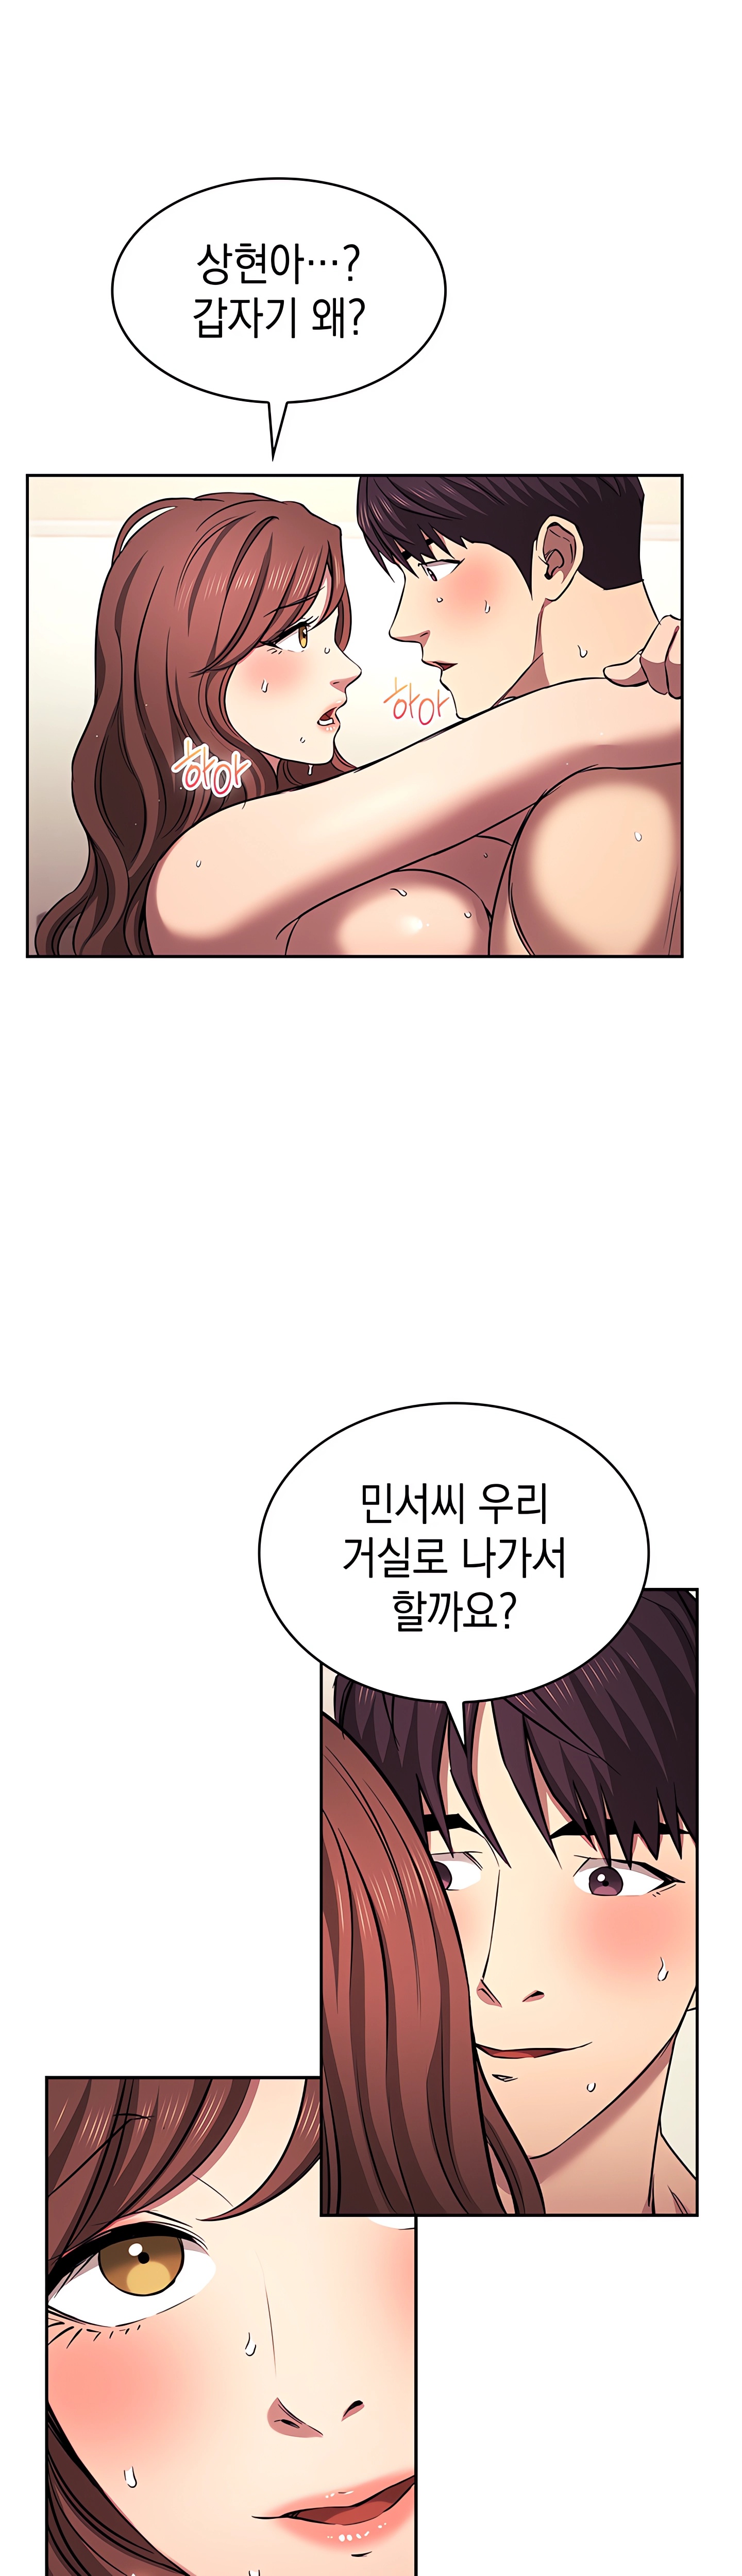 상현아…?
갑자기 왜?
하아
하아
민서씨 우리
거실로 나가서
할까요?